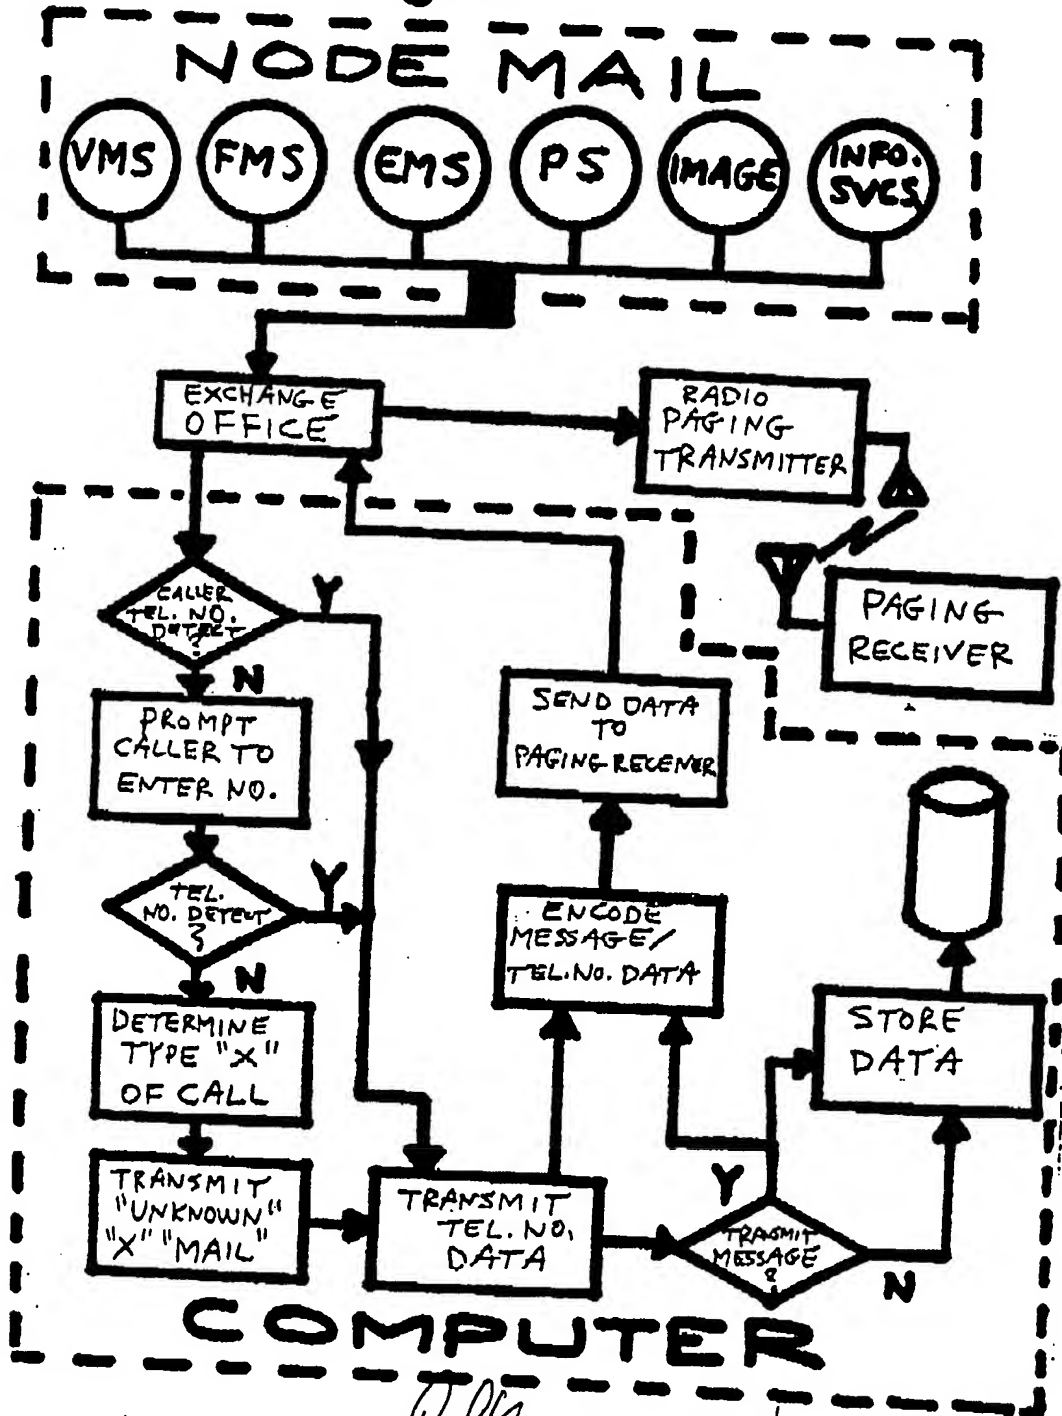 NODE MAIL
VMS
FMS
EMS
PS
IMAGE
INFO.
SVCS
EXCHANGE
OFFICE
RADIO
PAGING
TRANSMITTER
PAGING
RECEIVER
CALLER
TEL. NO.
DETECT
?
Y
N
PROMPT
CALLER TO
ENTER NO.
TEL.
NO. DETECT
?
Y
N
DETERMINE
TYPE "X"
OF CALL
TRANSMIT
"UNKNOWN"
"X" "MAIL"
TRANSMIT
TEL. NO.
DATA
SEND DATA
TO
PAGING RECEIVER
ENCODE
MESSAGE/
TEL. NO. DATA
STORE
DATA
Y
TRASMIT
MESSAGE
?
N
COMPUTER